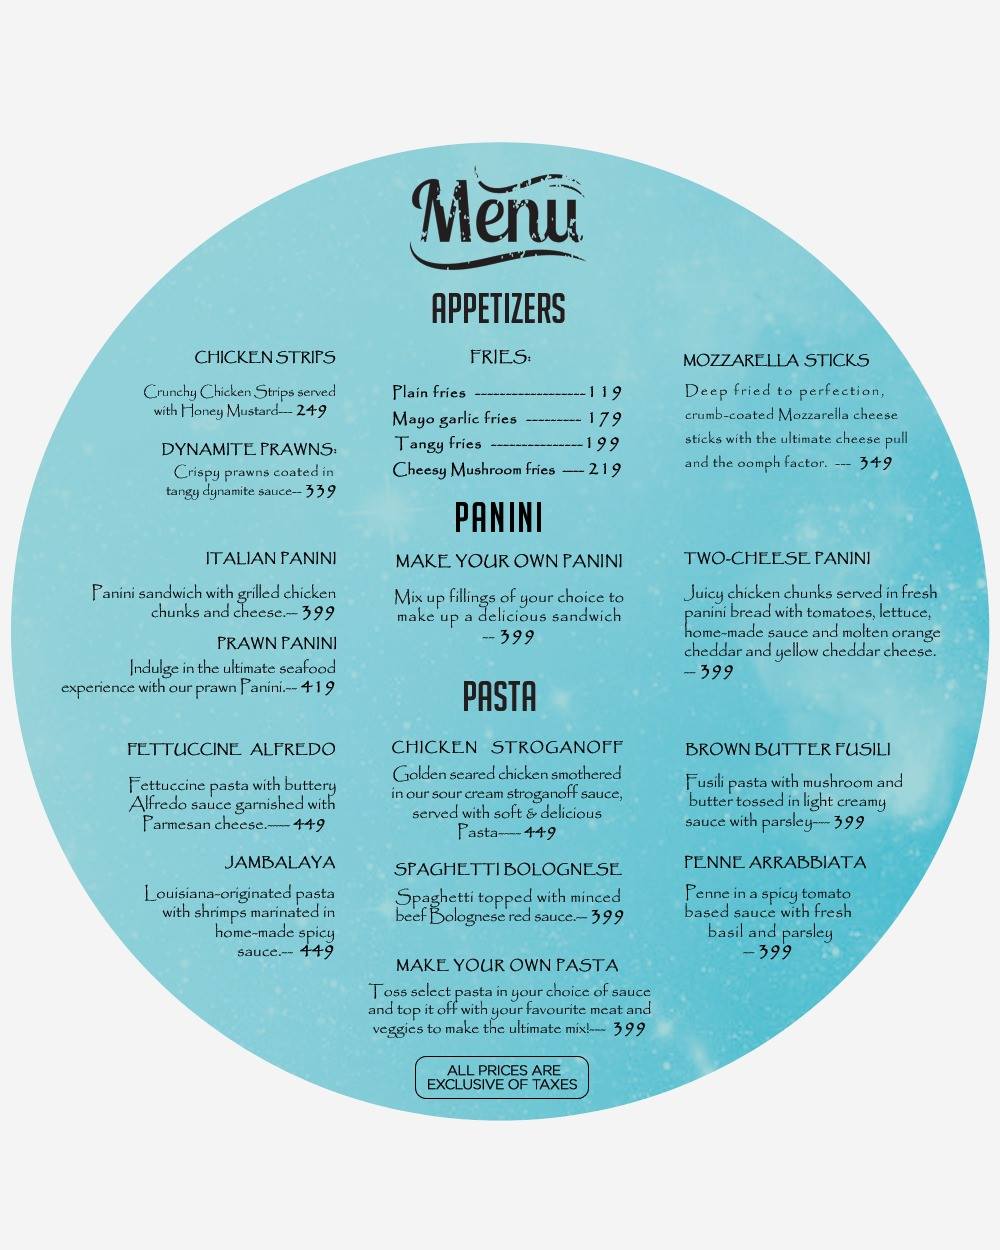 Menu
APPETIZERS
CHICKEN STRIPS
Crunchy Chicken Strips served
with Honey Mustard--- 249
DYNAMITE PRAWNS:
Crispy prawns coated in
tangy dynamite sauce-- 339
FRIES:
Plain fries ------------------119
Mayo garlic fries --------- 179
Tangy fries ---------------199
Cheesy Mushroom fries ---- 219
MOZZARELLA STICKS
Deep fried to perfection,
crumb-coated Mozzarella cheese
sticks with the ultimate cheese pull
and the oomph factor. --- 349
PANINI
ITALIAN PANINI
Panini sandwich with grilled chicken
chunks and cheese.-- 399
PRAWN PANINI
Indulge in the ultimate seafood
experience with our prawn Panini.-- 419
MAKE YOUR OWN PANINI
Mix up fillings of your choice to
make up a delicious sandwich
-- 399
TWO-CHEESE PANINI
Juicy chicken chunks served in fresh
panini bread with tomatoes, lettuce,
home-made sauce and molten orange
cheddar and yellow cheddar cheese.
-- 399
PASTA
FETTUCCINE ALFREDO
Fettuccine pasta with buttery
Alfredo sauce garnished with
Parmesan cheese.---- 449
JAMBALAYA
Louisiana-originated pasta
with shrimps marinated in
home-made spicy
sauce.-- 449
CHICKEN STROGANOFF
Golden seared chicken smothered
in our sour cream stroganoff sauce,
served with soft & delicious
Pasta---- 449
SPAGHETTI BOLOGNESE
Spaghetti topped with minced
beef Bolognese red sauce.-- 399
MAKE YOUR OWN PASTA
Toss select pasta in your choice of sauce
and top it off with your favourite meat and
veggies to make the ultimate mix!--- 399
BROWN BUTTER FUSILI
Fusili pasta with mushroom and
butter tossed in light creamy
sauce with parsley--- 399
PENNE ARRABBIATA
Penne in a spicy tomato
based sauce with fresh
basil and parsley
-- 399
ALL PRICES ARE
EXCLUSIVE OF TAXES